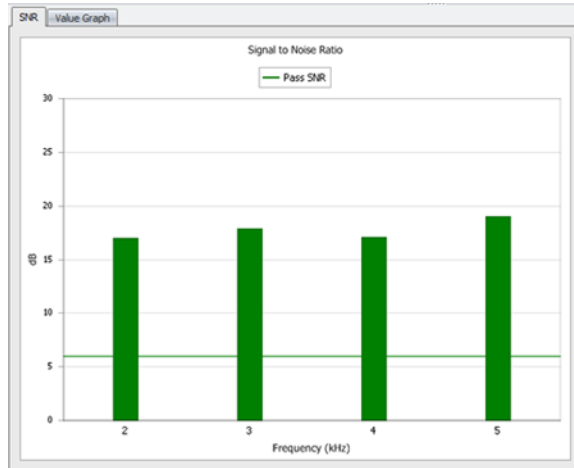 SNR Value Graph
Signal to Noise Ratio
Pass SNR
30
25
20
15
dB
10
5
0
2 3 4 5
Frequency (kHz)